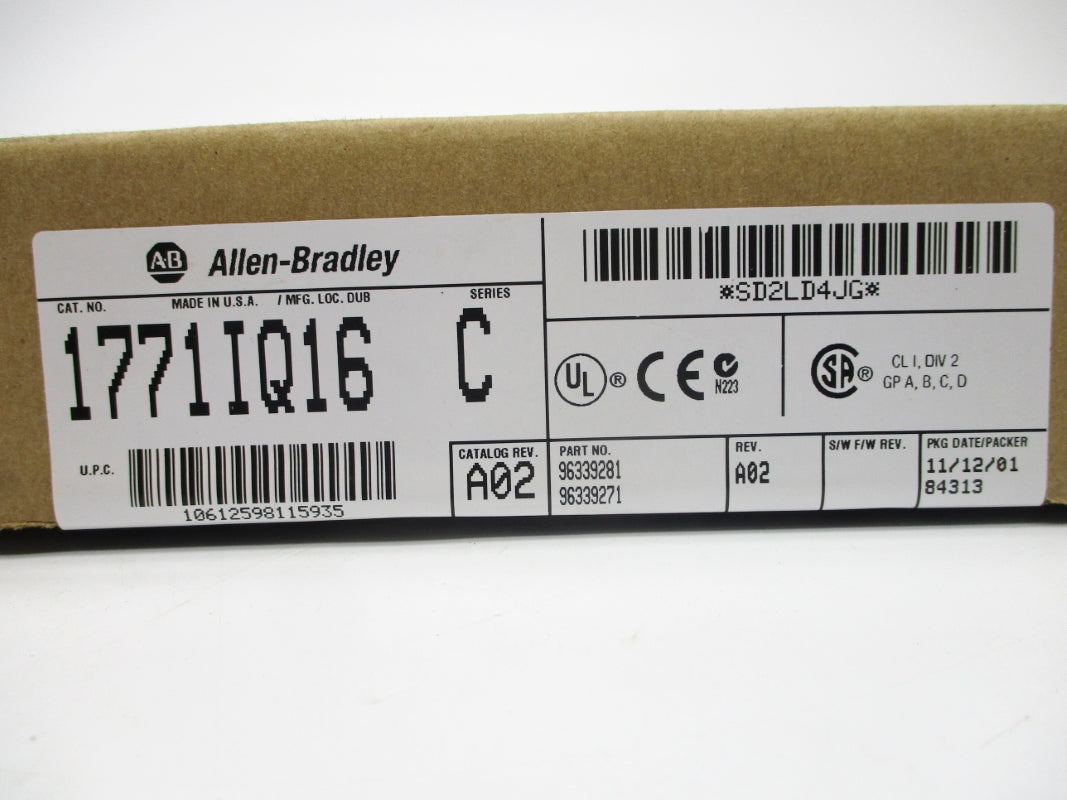 AB Allen-Bradley
CAT. NO. MADE IN U.S.A. / MFG. LOC. DUB SERIES
1771IQ16 C
U.P.C.
10612598115935
CATALOG REV.
A02
*SD2LD4JG*
UL® CE N223
SA® CL I, DIV 2
GP A, B, C, D
PART NO.
96339281
96339271
REV.
A02
S/W F/W REV.
PKG DATE/PACKER
11/12/01
84313